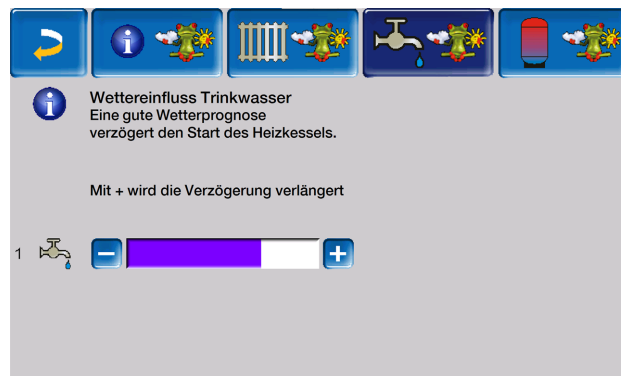 Wettereinfluss Trinkwasser
Eine gute Wetterprognose
verzögert den Start des Heizkessels.
Mit + wird die Verzögerung verlängert
1